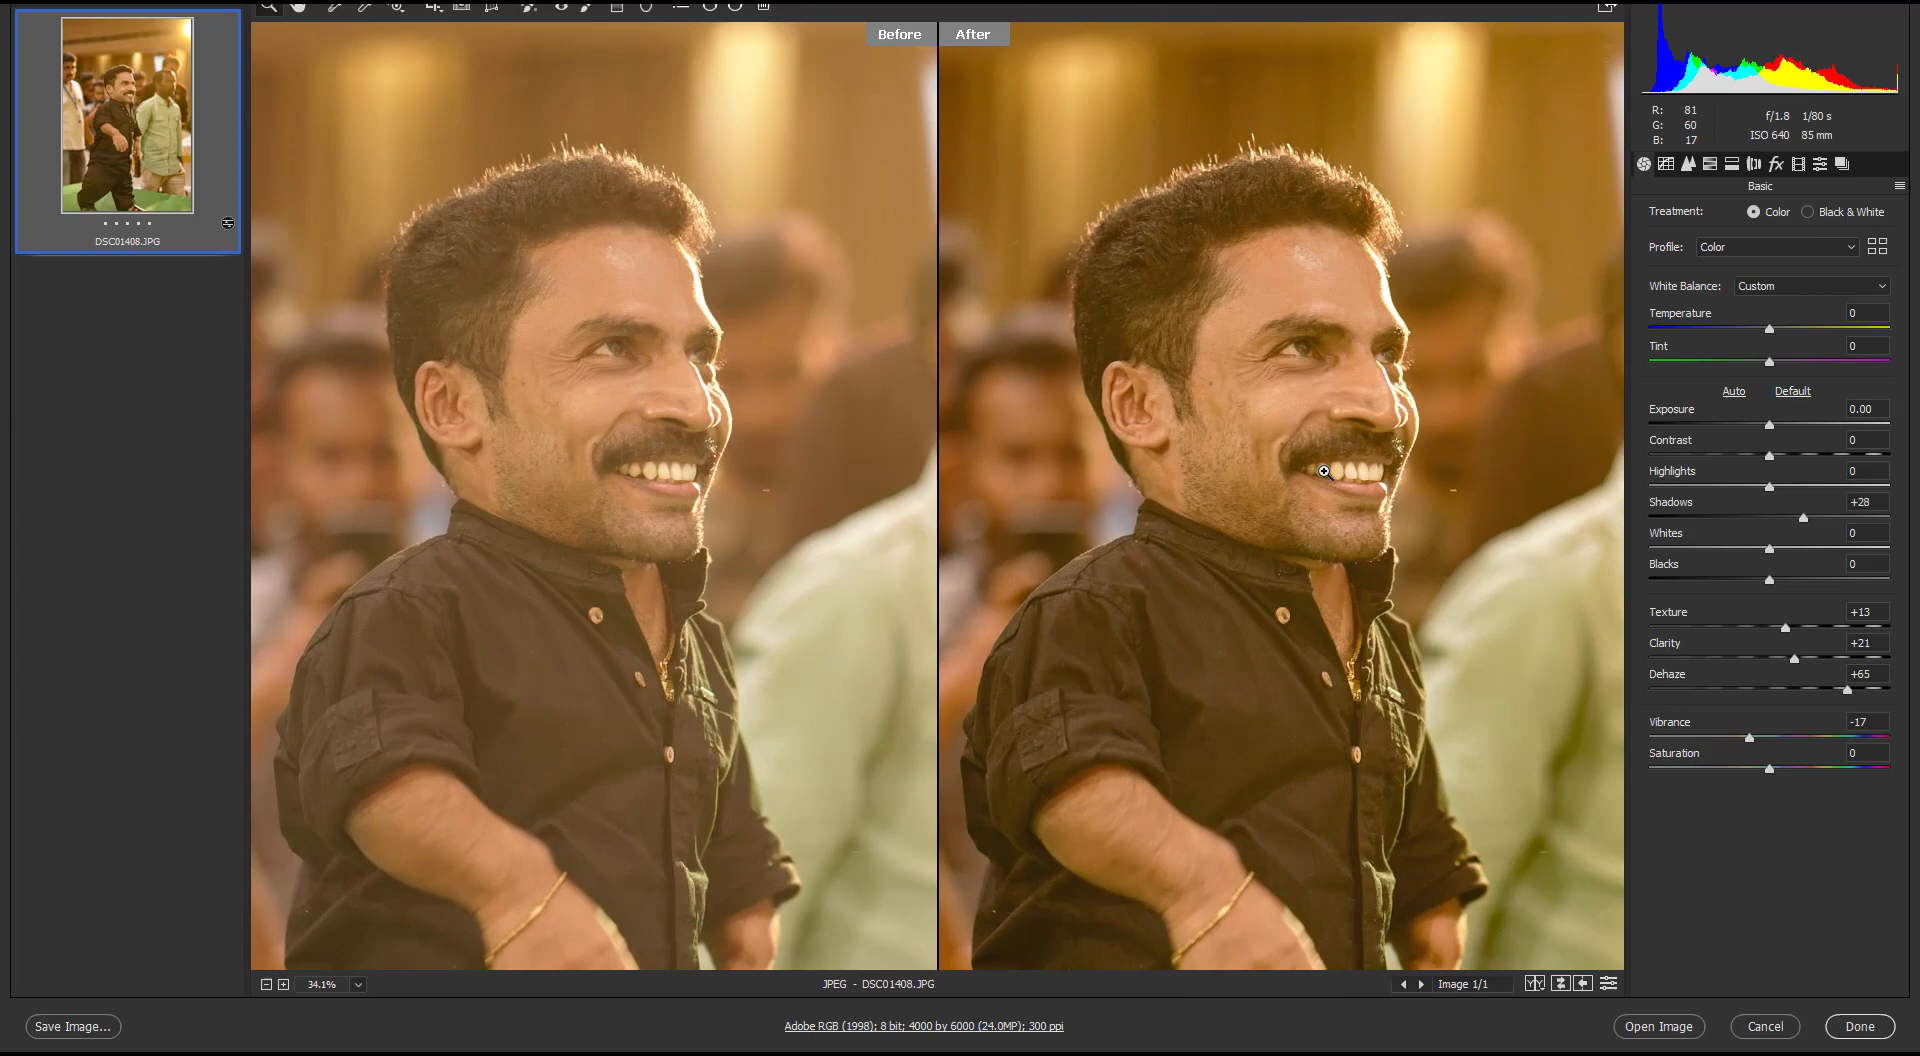 Before
After
R: 81
G: 60
B: 17
f/1.8 1/80 s
ISO 640 85 mm
DSC01408.JPG
Basic
Treatment: Color Black & White
Profile: Color
White Balance: Custom
Temperature 0
Tint 0
Auto Default
Exposure 0.00
Contrast 0
Highlights 0
Shadows +28
Whites 0
Blacks 0
Texture +13
Clarity +21
Dehaze +65
Vibrance -17
Saturation 0
34.1%
JPEG - DSC01408.JPG
Image 1/1
Save Image...
Adobe RGB (1998); 8 bit; 4000 by 6000 (24.0MP); 300 ppi
Open Image
Cancel
Done